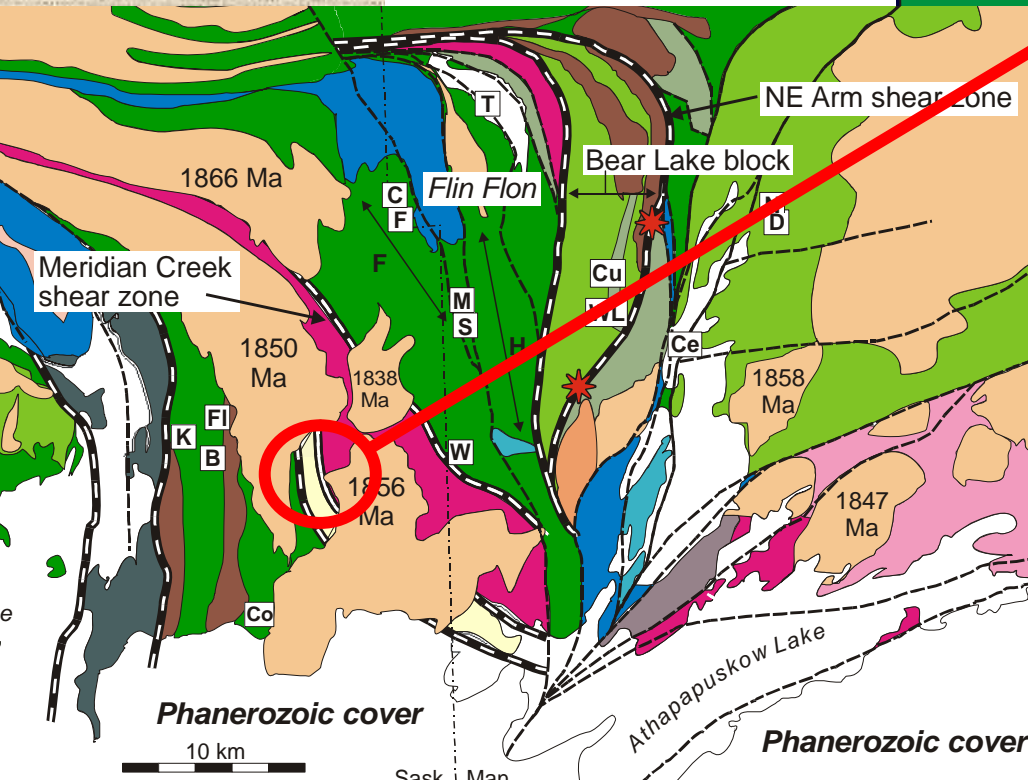 NE Arm shear zone
T
Bear Lake block
1866 Ma
Flin Flon
C
F
N
D
F
Meridian Creek
shear zone
Cu
M
S
WL
H
Ce
1850
Ma
1838
Ma
1858
Ma
FI
K
B
W
1856
Ma
1847
Ma
Co
Athapapuskow Lake
Phanerozoic cover
Phanerozoic cover
10 km
Sask
Man